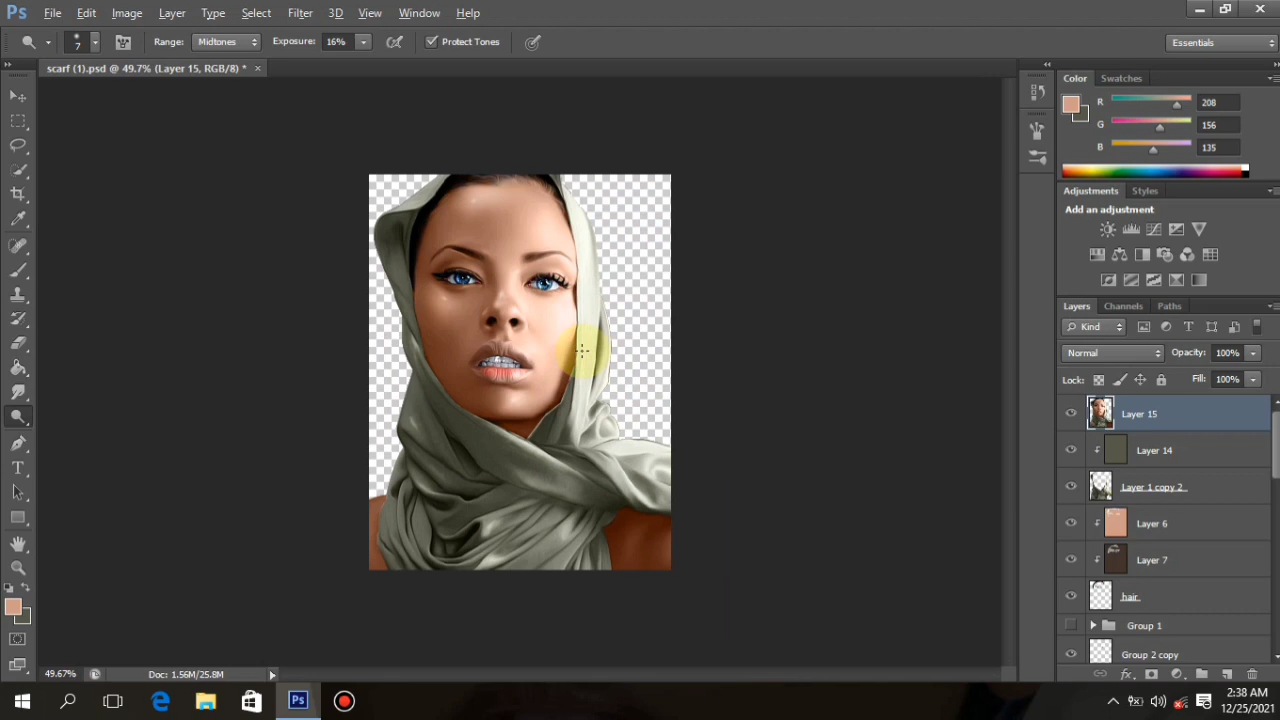 Ps File Edit Image Layer Type Select Filter 3D View Window Help
7 Range: Midtones Exposure: 16% Protect Tones Essentials
scarf (1).psd @ 49.7% (Layer 15, RGB/8) * ×
Color Swatches
R 208
G 156
B 135
Adjustments Styles
Add an adjustment
Layers Channels Paths
Kind
Normal Opacity: 100%
Lock: Fill: 100%
Layer 15
Layer 14
Layer 1 copy 2
Layer 6
Layer 7
hair
Group 1
Group 2 copy
49.67% Doc: 1.56M/25.8M
Ps 2:38 AM
12/25/2021